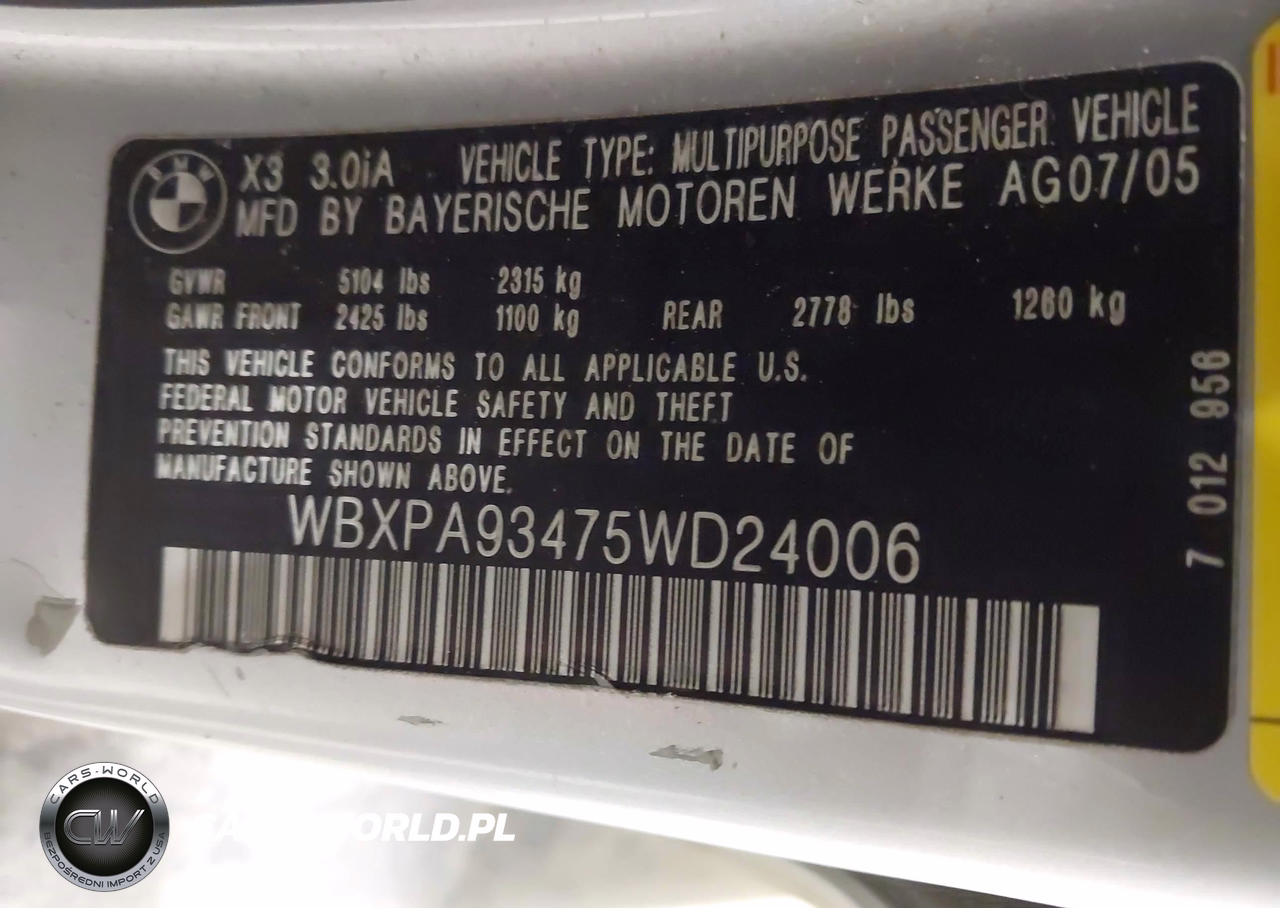 BMW
X3 3.0iA VEHICLE TYPE: MULTIPURPOSE PASSENGER VEHICLE
MFD BY BAYERISCHE MOTOREN WERKE AG07/05
GVWR 5104 lbs 2315 kg
GAWR FRONT 2425 lbs 1100 kg REAR 2778 lbs 1260 kg
THIS VEHICLE CONFORMS TO ALL APPLICABLE U.S.
FEDERAL MOTOR VEHICLE SAFETY AND THEFT
PREVENTION STANDARDS IN EFFECT ON THE DATE OF
MANUFACTURE SHOWN ABOVE.
WBXPA93475WD24006
7 012 956
CARS-WORLD
CW
BEZPOŚREDNI IMPORT Z USA
CARS-WORLD.PL